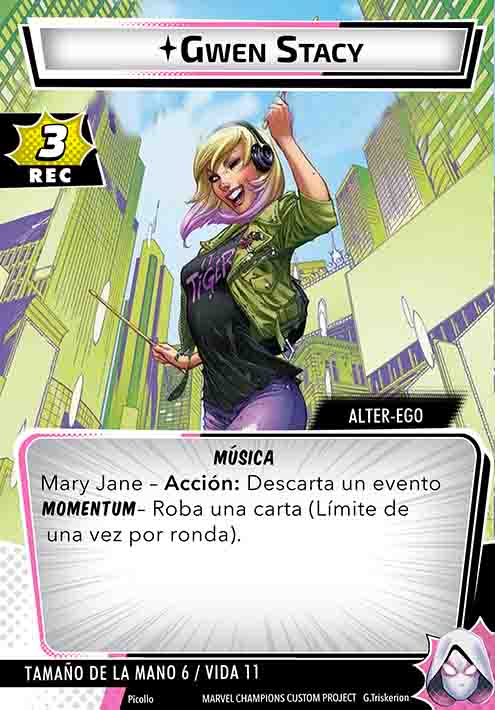 GWEN STACY
3
REC
TIGER
ALTER-EGO
MÚSICA
Mary Jane – Acción: Descarta un evento
MOMENTUM– Roba una carta (Límite de
una vez por ronda).
TAMAÑO DE LA MANO 6 / VIDA 11
Picollo MARVEL CHAMPIONS CUSTOM PROJECT G.Triskerion